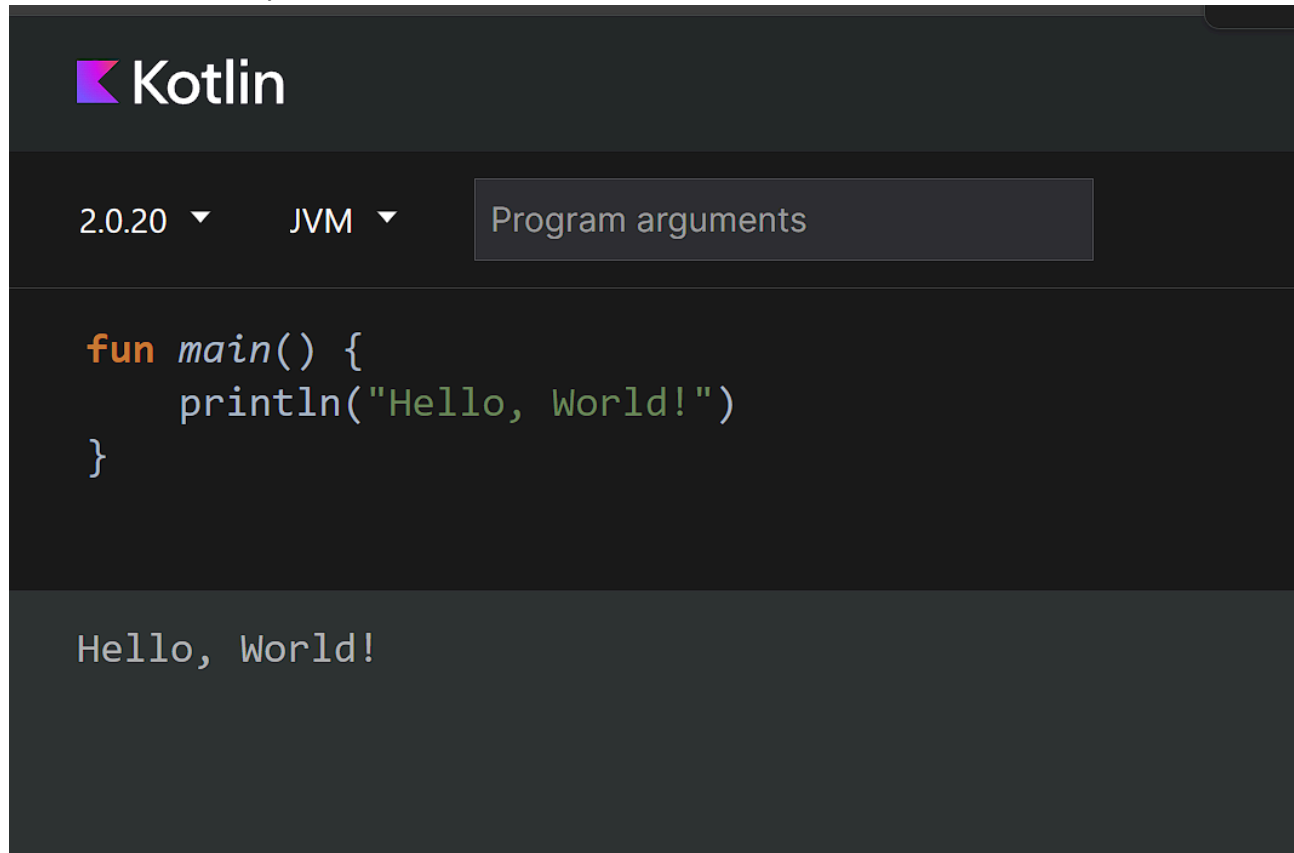 Kotlin
2.0.20 JVM Program arguments
fun main() {
    println("Hello, World!")
}
Hello, World!